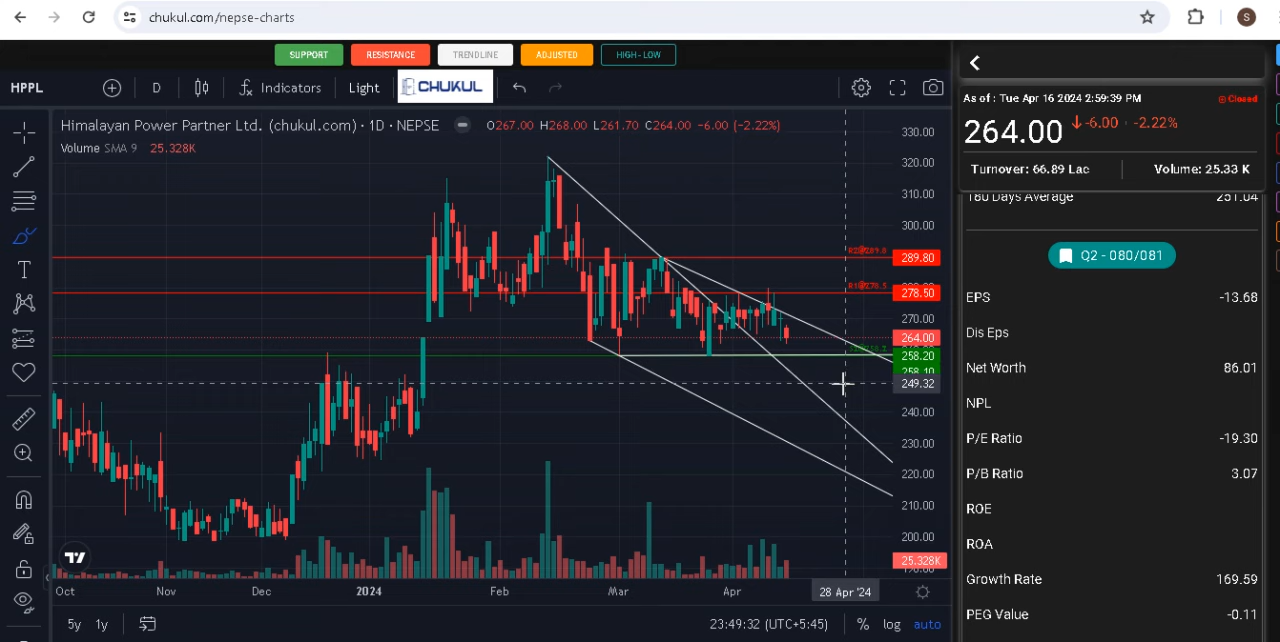 chukul.com/nepse-charts
S
SUPPORT RESISTANCE TRENDLINE ADJUSTED HIGH-LOW
HPPL D Indicators Light CHUKUL
Himalayan Power Partner Ltd. (chukul.com) · 1D · NEPSE O267.00 H268.00 L261.70 C264.00 -6.00 (-2.22%)
Volume SMA 9 25.328K
330.00
320.00
310.00
300.00
289.80
278.50
270.00
264.00
258.20
258.10
249.32
240.00
230.00
220.00
210.00
200.00
25.328K
Oct Nov Dec 2024 Feb Mar Apr 28 Apr '24
5y 1y 23:49:32 (UTC+5:45) % log auto
As of : Tue Apr 16 2024 2:59:39 PM Closed
264.00 -6.00 · -2.22%
Turnover: 66.89 Lac Volume: 25.33 K
180 Days Average 251.04
Q2 - 080/081
EPS -13.68
Dis Eps
Net Worth 86.01
NPL
P/E Ratio -19.30
P/B Ratio 3.07
ROE
ROA
Growth Rate 169.59
PEG Value -0.11